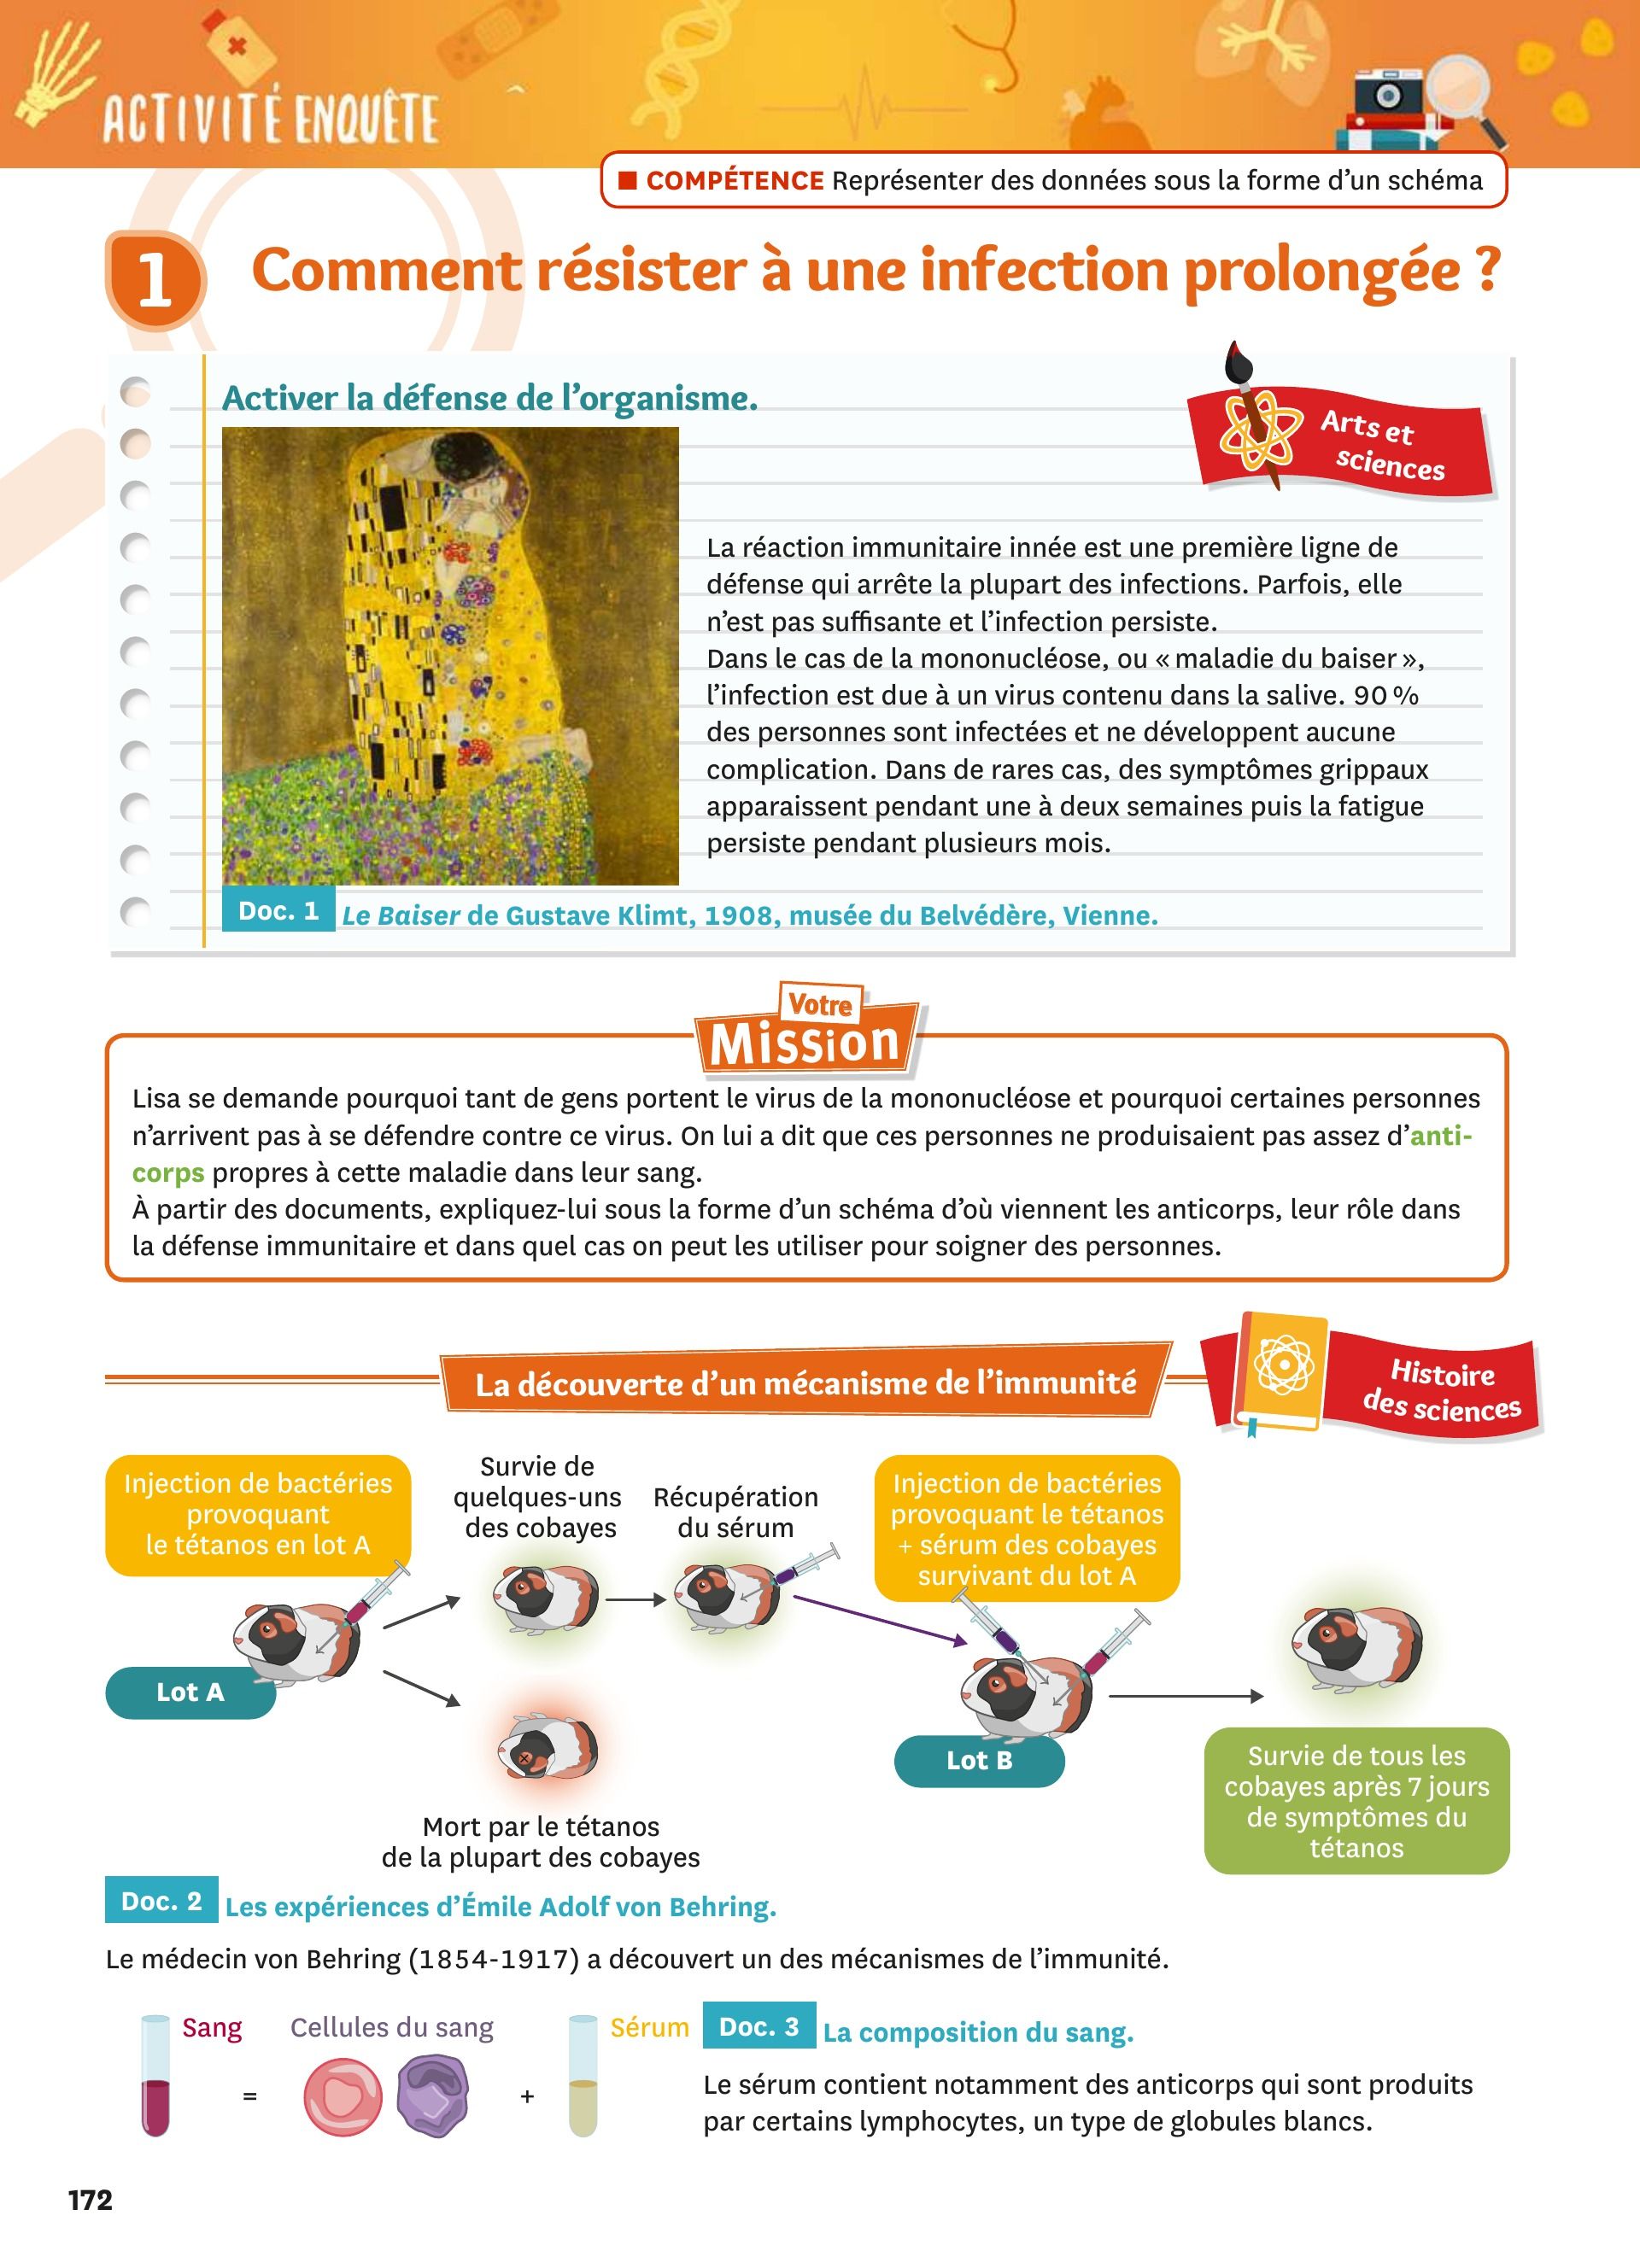 ACTIVITÉ ENQUÊTE
■ COMPÉTENCE Représenter des données sous la forme d’un schéma
1
Comment résister à une infection prolongée ?
Activer la défense de l’organisme.
Arts et
sciences
La réaction immunitaire innée est une première ligne de
défense qui arrête la plupart des infections. Parfois, elle
n’est pas suffisante et l’infection persiste.
Dans le cas de la mononucléose, ou « maladie du baiser »,
l’infection est due à un virus contenu dans la salive. 90 %
des personnes sont infectées et ne développent aucune
complication. Dans de rares cas, des symptômes grippaux
apparaissent pendant une à deux semaines puis la fatigue
persiste pendant plusieurs mois.
Doc. 1 Le Baiser de Gustave Klimt, 1908, musée du Belvédère, Vienne.
Votre
Mission
Lisa se demande pourquoi tant de gens portent le virus de la mononucléose et pourquoi certaines personnes
n’arrivent pas à se défendre contre ce virus. On lui a dit que ces personnes ne produisaient pas assez d’anti-
corps propres à cette maladie dans leur sang.
À partir des documents, expliquez-lui sous la forme d’un schéma d’où viennent les anticorps, leur rôle dans
la défense immunitaire et dans quel cas on peut les utiliser pour soigner des personnes.
La découverte d’un mécanisme de l’immunité
Histoire
des sciences
Injection de bactéries
provoquant
le tétanos en lot A
Lot A
Survie de
quelques-uns
des cobayes
Récupération
du sérum
Mort par le tétanos
de la plupart des cobayes
Injection de bactéries
provoquant le tétanos
+ sérum des cobayes
survivant du lot A
Lot B
Survie de tous les
cobayes après 7 jours
de symptômes du
tétanos
Doc. 2 Les expériences d’Émile Adolf von Behring.
Le médecin von Behring (1854-1917) a découvert un des mécanismes de l’immunité.
Sang
=
Cellules du sang
+
Sérum
Doc. 3 La composition du sang.
Le sérum contient notamment des anticorps qui sont produits
par certains lymphocytes, un type de globules blancs.
172